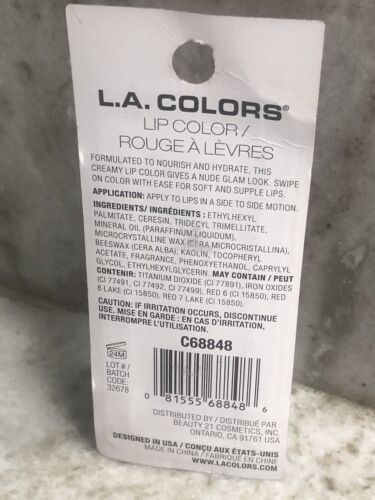 L.A. COLORS®
LIP COLOR /
ROUGE À LÈVRES
FORMULATED TO NOURISH AND HYDRATE, THIS
CREAMY LIP COLOR GIVES A NUDE GLAM LOOK. SWIPE
ON COLOR WITH EASE FOR SOFT AND SUPPLE LIPS.
APPLICATION: APPLY TO LIPS IN A SIDE TO SIDE MOTION.
INGREDIENTS/ INGRÉDIENTS : ETHYLHEXYL
PALMITATE, CERESIN, TRIDECYL TRIMELLITATE,
MINERAL OIL (PARAFFINUM LIQUIDUM),
MICROCRYSTALLINE WAX (CERA MICROCRISTALLINA),
BEESWAX (CERA ALBA), KAOLIN, TOCOPHERYL
ACETATE, FRAGRANCE, PHENOXYETHANOL, CAPRYLYL
GLYCOL, ETHYLHEXYLGLYCERIN. MAY CONTAIN / PEUT
CONTENIR: TITANIUM DIOXIDE (CI 77891), IRON OXIDES
(CI 77491, CI 77492, CI 77499), RED 6 (CI 15850), RED
6 LAKE (CI 15850), RED 7 LAKE (CI 15850).
CAUTION: IF IRRITATION OCCURS, DISCONTINUE
USE. MISE EN GARDE : EN CAS D'IRRITATION,
INTERROMPRE L'UTILISATION.
C68848
24M
LOT # /
BATCH
CODE:
32678
0 81555 68848 6
DISTRIBUTED BY / DISTRIBUÉ PAR
BEAUTY 21 COSMETICS, INC.
ONTARIO, CA 91761 USA
DESIGNED IN USA / CONÇU AUX ÉTATS-UNIS
MADE IN CHINA / FABRIQUÉ EN CHINE
WWW.LACOLORS.COM